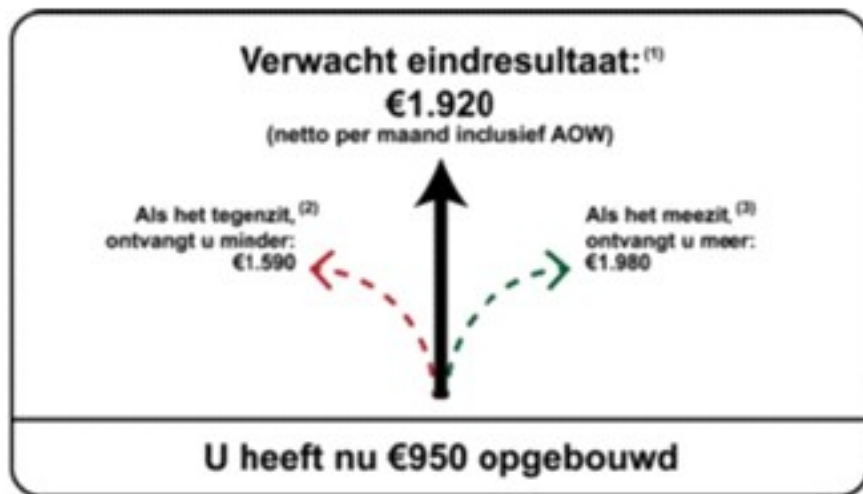 Verwacht eindresultaat:(1)
€1.920
(netto per maand inclusief AOW)
Als het tegenzit,(2)
ontvangt u minder:
€1.590
Als het meezit,(3)
ontvangt u meer:
€1.980
U heeft nu €950 opgebouwd